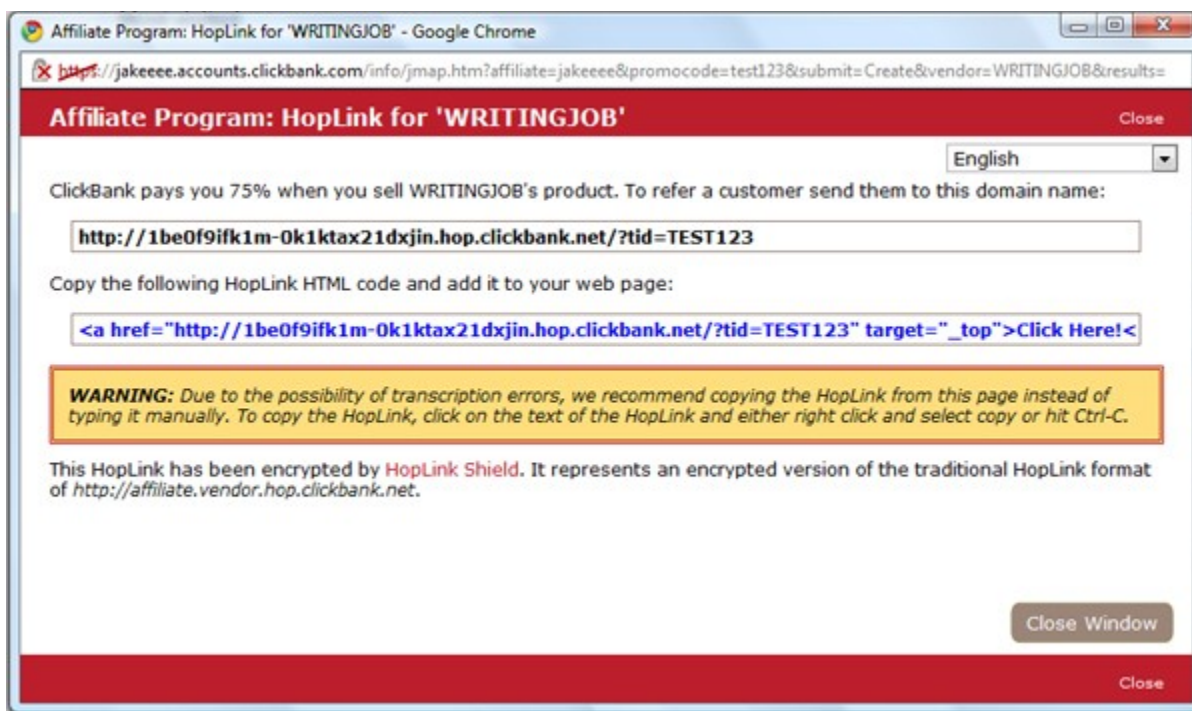 Affiliate Program: HopLink for 'WRITINGJOB' - Google Chrome
https://jakeeee.accounts.clickbank.com/info/jmap.htm?affiliate=jakeeee&promocode=test123&submit=Create&vendor=WRITINGJOB&results=
Affiliate Program: HopLink for 'WRITINGJOB'
Close
English
ClickBank pays you 75% when you sell WRITINGJOB's product. To refer a customer send them to this domain name:
http://1be0f9ifk1m-0k1ktax21dxjin.hop.clickbank.net/?tid=TEST123
Copy the following HopLink HTML code and add it to your web page:
<a href="http://1be0f9ifk1m-0k1ktax21dxjin.hop.clickbank.net/?tid=TEST123" target="_top">Click Here!<
WARNING: Due to the possibility of transcription errors, we recommend copying the HopLink from this page instead of
typing it manually. To copy the HopLink, click on the text of the HopLink and either right click and select copy or hit Ctrl-C.
This HopLink has been encrypted by HopLink Shield. It represents an encrypted version of the traditional HopLink format
of http://affiliate.vendor.hop.clickbank.net.
Close Window
Close